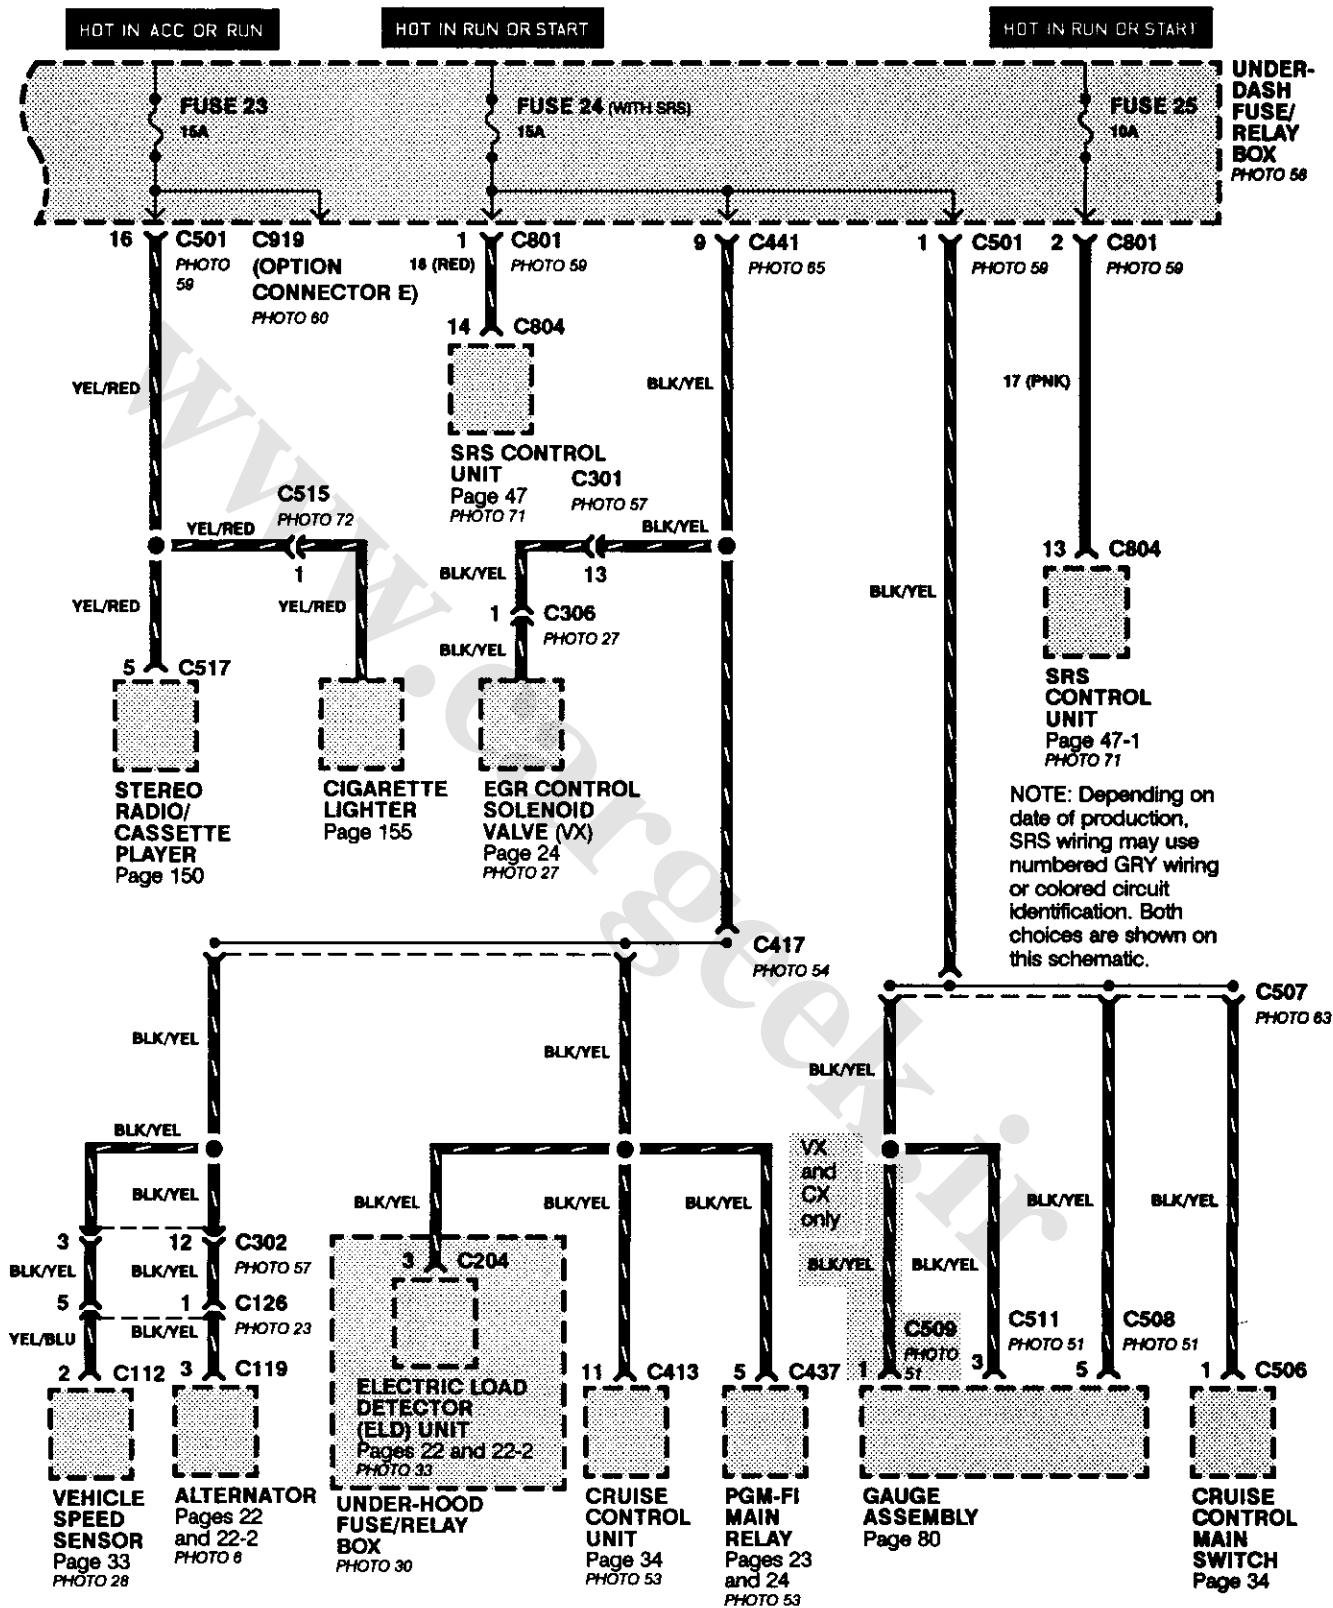 HOT IN ACC OR RUN
HOT IN RUN OR START
HOT IN RUN OR START
FUSE 23
15A
FUSE 24 (WITH SRS)
15A
FUSE 25
10A
UNDER-
DASH
FUSE/
RELAY
BOX
PHOTO 58
16
C501
PHOTO
59
C919
(OPTION
CONNECTOR E)
PHOTO 60
1
C801
PHOTO 59
18 (RED)
9
C441
PHOTO 65
1
C501
PHOTO 59
2
C801
PHOTO 59
14
C804
SRS CONTROL
UNIT
Page 47
PHOTO 71
YEL/RED
BLK/YEL
17 (PNK)
C515
PHOTO 72
YEL/RED
1
YEL/RED
YEL/RED
C301
PHOTO 57
BLK/YEL
13
BLK/YEL
1
C306
PHOTO 27
BLK/YEL
BLK/YEL
13
C804
SRS
CONTROL
UNIT
Page 47-1
PHOTO 71
5
C517
STEREO
RADIO/
CASSETTE
PLAYER
Page 150
CIGARETTE
LIGHTER
Page 155
EGR CONTROL
SOLENOID
VALVE (VX)
Page 24
PHOTO 27
NOTE: Depending on
date of production,
SRS wiring may use
numbered GRY wiring
or colored circuit
identification. Both
choices are shown on
this schematic.
C417
PHOTO 54
C507
PHOTO 63
BLK/YEL
BLK/YEL
BLK/YEL
BLK/YEL
BLK/YEL
BLK/YEL
BLK/YEL
BLK/YEL
VX
and
CX
only
BLK/YEL
BLK/YEL
3
12
C302
PHOTO 57
BLK/YEL
BLK/YEL
5
1
C126
PHOTO 23
YEL/BLU
BLK/YEL
2
C112
3
C119
3
C204
BLK/YEL
BLK/YEL
C509
PHOTO
51
C511
PHOTO 51
C508
PHOTO 51
11
C413
5
C437
1
3
5
1
C506
ELECTRIC LOAD
DETECTOR
(ELD) UNIT
Pages 22 and 22-2
PHOTO 33
VEHICLE
SPEED
SENSOR
Page 33
PHOTO 28
ALTERNATOR
Pages 22
and 22-2
PHOTO 6
UNDER-HOOD
FUSE/RELAY
BOX
PHOTO 30
CRUISE
CONTROL
UNIT
Page 34
PHOTO 53
PGM-FI
MAIN
RELAY
Pages 23
and 24
PHOTO 53
GAUGE
ASSEMBLY
Page 80
CRUISE
CONTROL
MAIN
SWITCH
Page 34
www.cargeek.ir